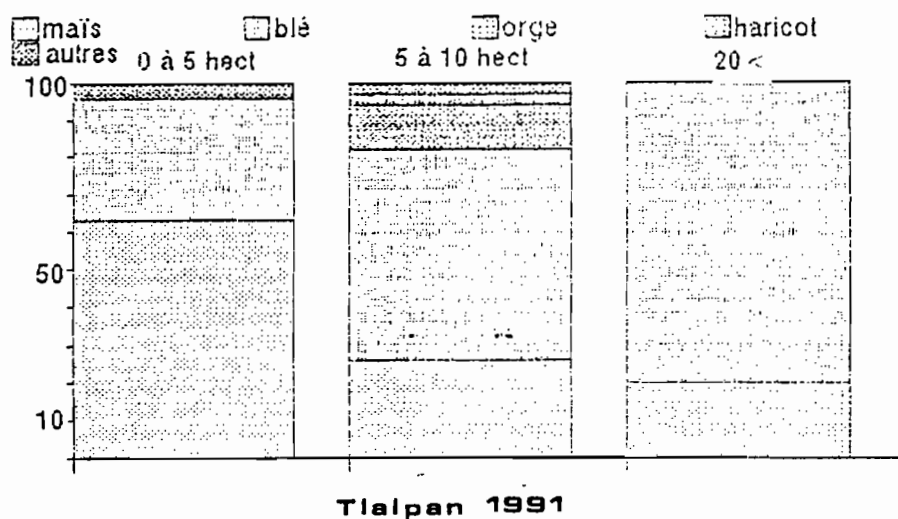 maïs blé orge haricot
autres
0 à 5 hect 5 à 10 hect 20 <
100
50
10
Tlalpan 1991